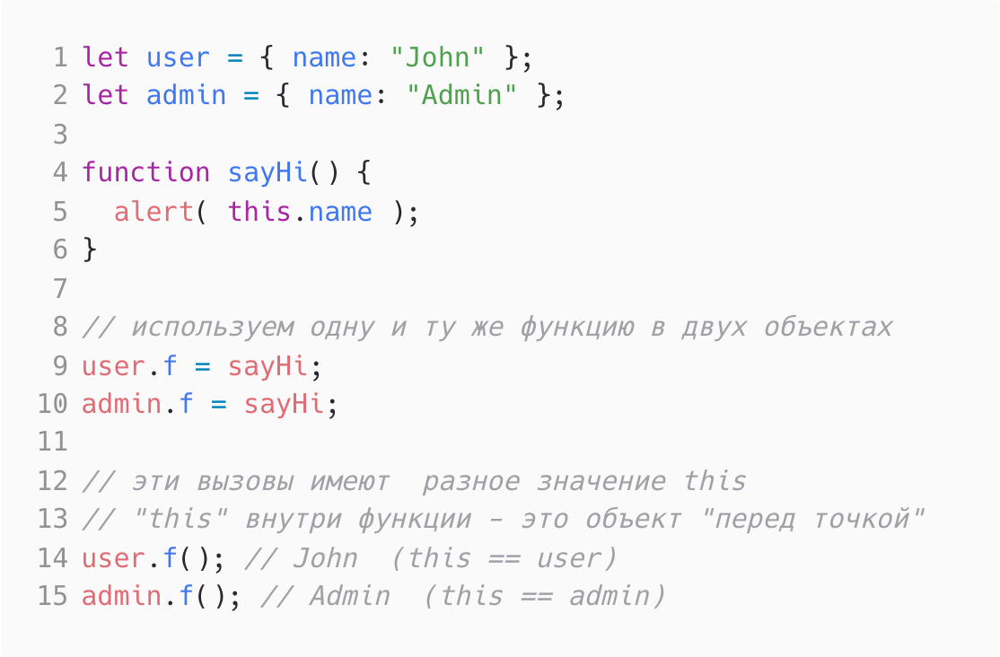 1 let user = { name: "John" };
2 let admin = { name: "Admin" };
3
4 function sayHi() {
5   alert( this.name );
6 }
7
8 // используем одну и ту же функцию в двух объектах
9 user.f = sayHi;
10 admin.f = sayHi;
11
12 // эти вызовы имеют  разное значение this
13 // "this" внутри функции - это объект "перед точкой"
14 user.f(); // John  (this == user)
15 admin.f(); // Admin  (this == admin)